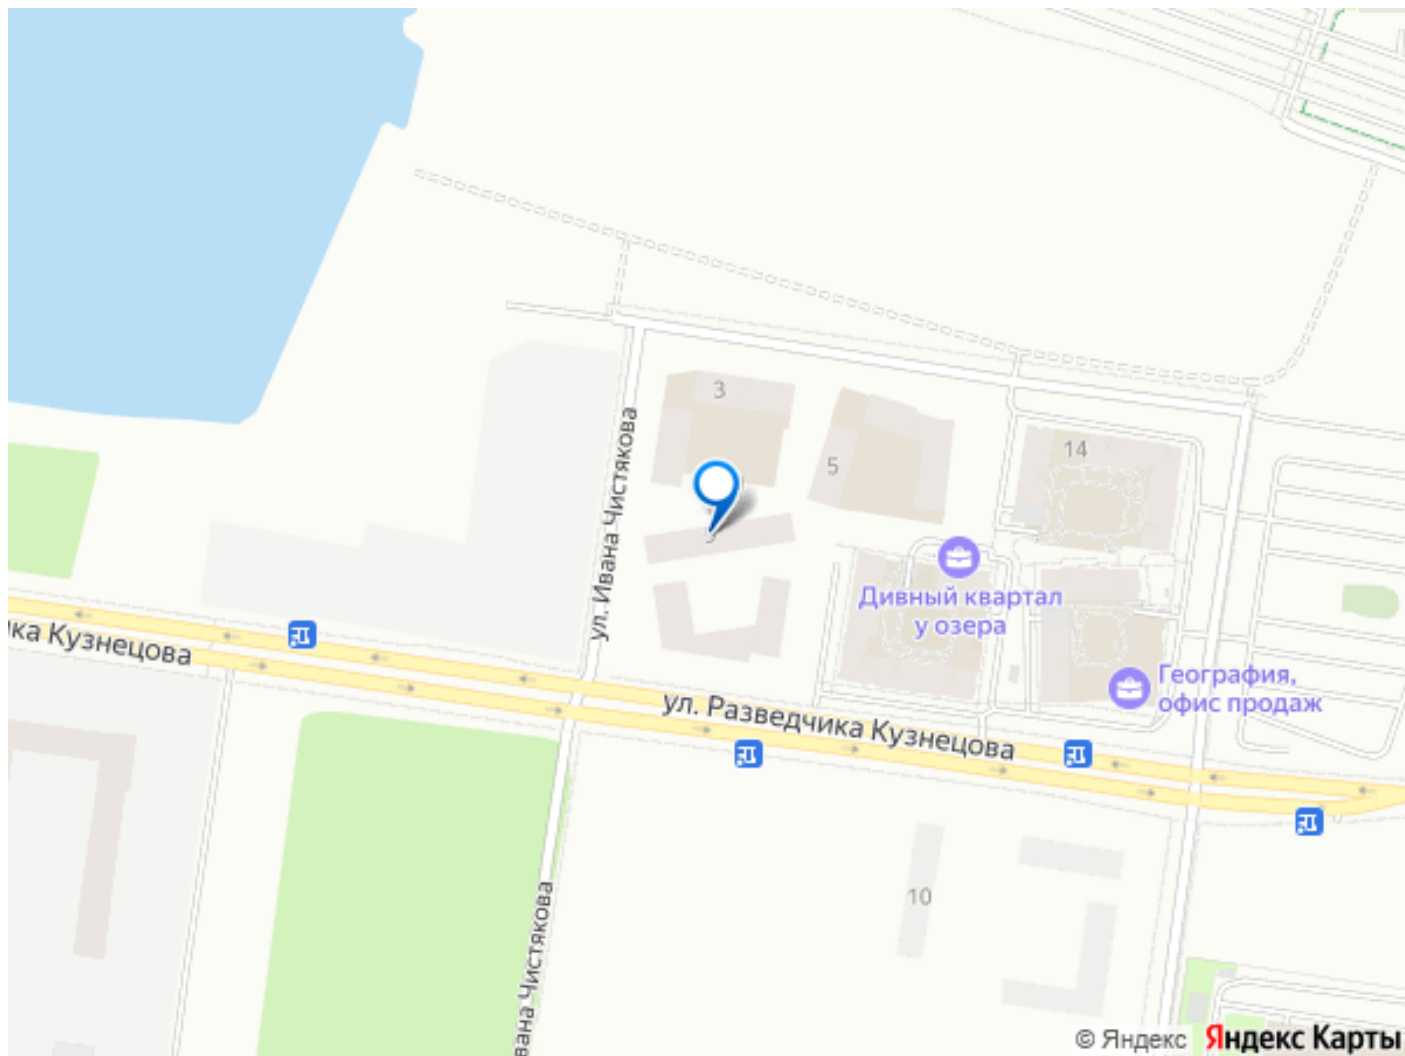 3
14
5
ул. Ивана Чистякова
Дивный квартал
у озера
ка Кузнецова
География,
офис продаж
ул. Разведчика Кузнецова
10
вана Чистякова
© Яндекс Яндекс Карты